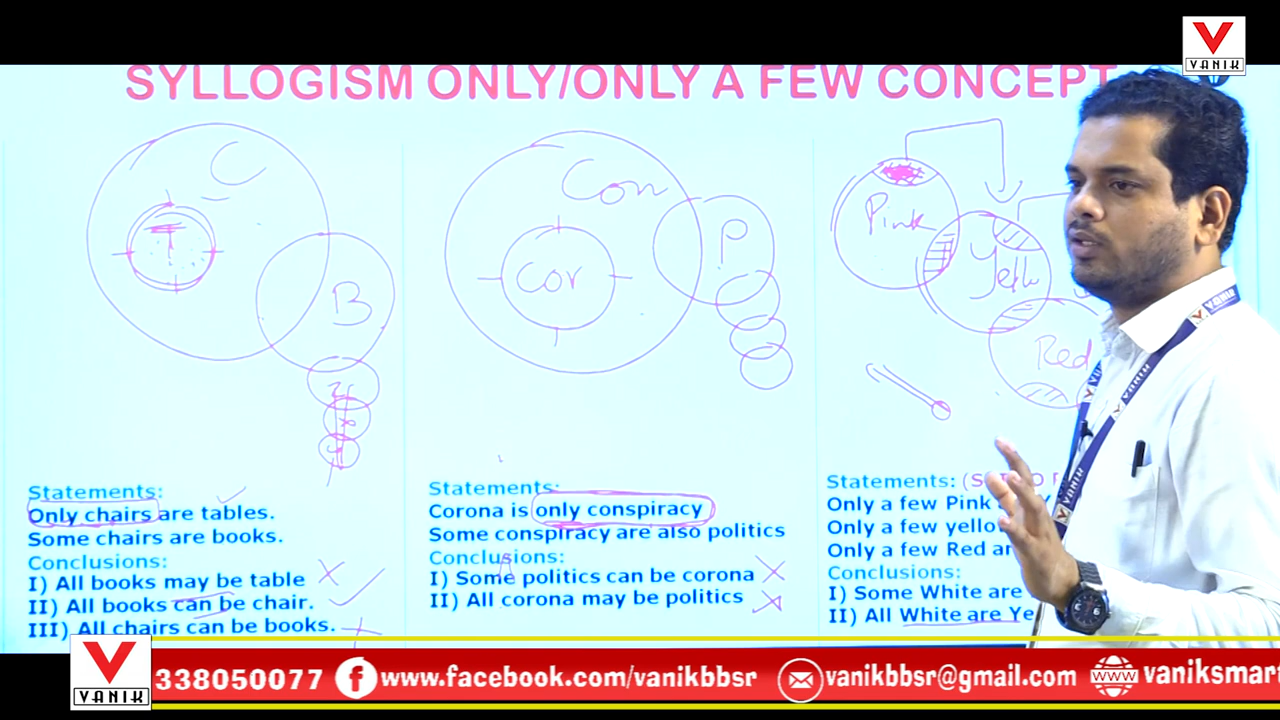 VANIK
SYLLOGISM ONLY/ONLY A FEW CONCEPT
C
T
B
Con
Cor
P
Pink
Yellw
Red
Statements:
Only chairs are tables.
Some chairs are books.
Conclusions:
I) All books may be table
II) All books can be chair.
III) All chairs can be books.
Statements:
Corona is only conspiracy
Some conspiracy are also politics
Conclusions:
I) Some politics can be corona
II) All corona may be politics
Statements:
Only a few Pink
Only a few yello
Only a few Red ar
Conclusions:
I) Some White are
II) All White are Ye
VANIK
VANIK
VANIK
VANIK
338050077
www.facebook.com/vanikbbsr
vanikbbsr@gmail.com
www
vaniksmart